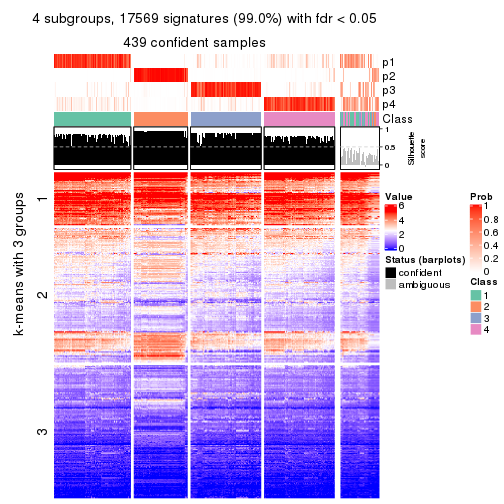 4 subgroups, 17569 signatures (99.0%) with fdr < 0.05
439 confident samples
p1
p2
p3
p4
Class
1
0.5
0
Silhouette
score
k-means with 3 groups
1
2
3
Value
6
4
2
0
Status (barplots)
confident
ambiguous
Prob
1
0.8
0.6
0.4
0.2
0
Class
1
2
3
4